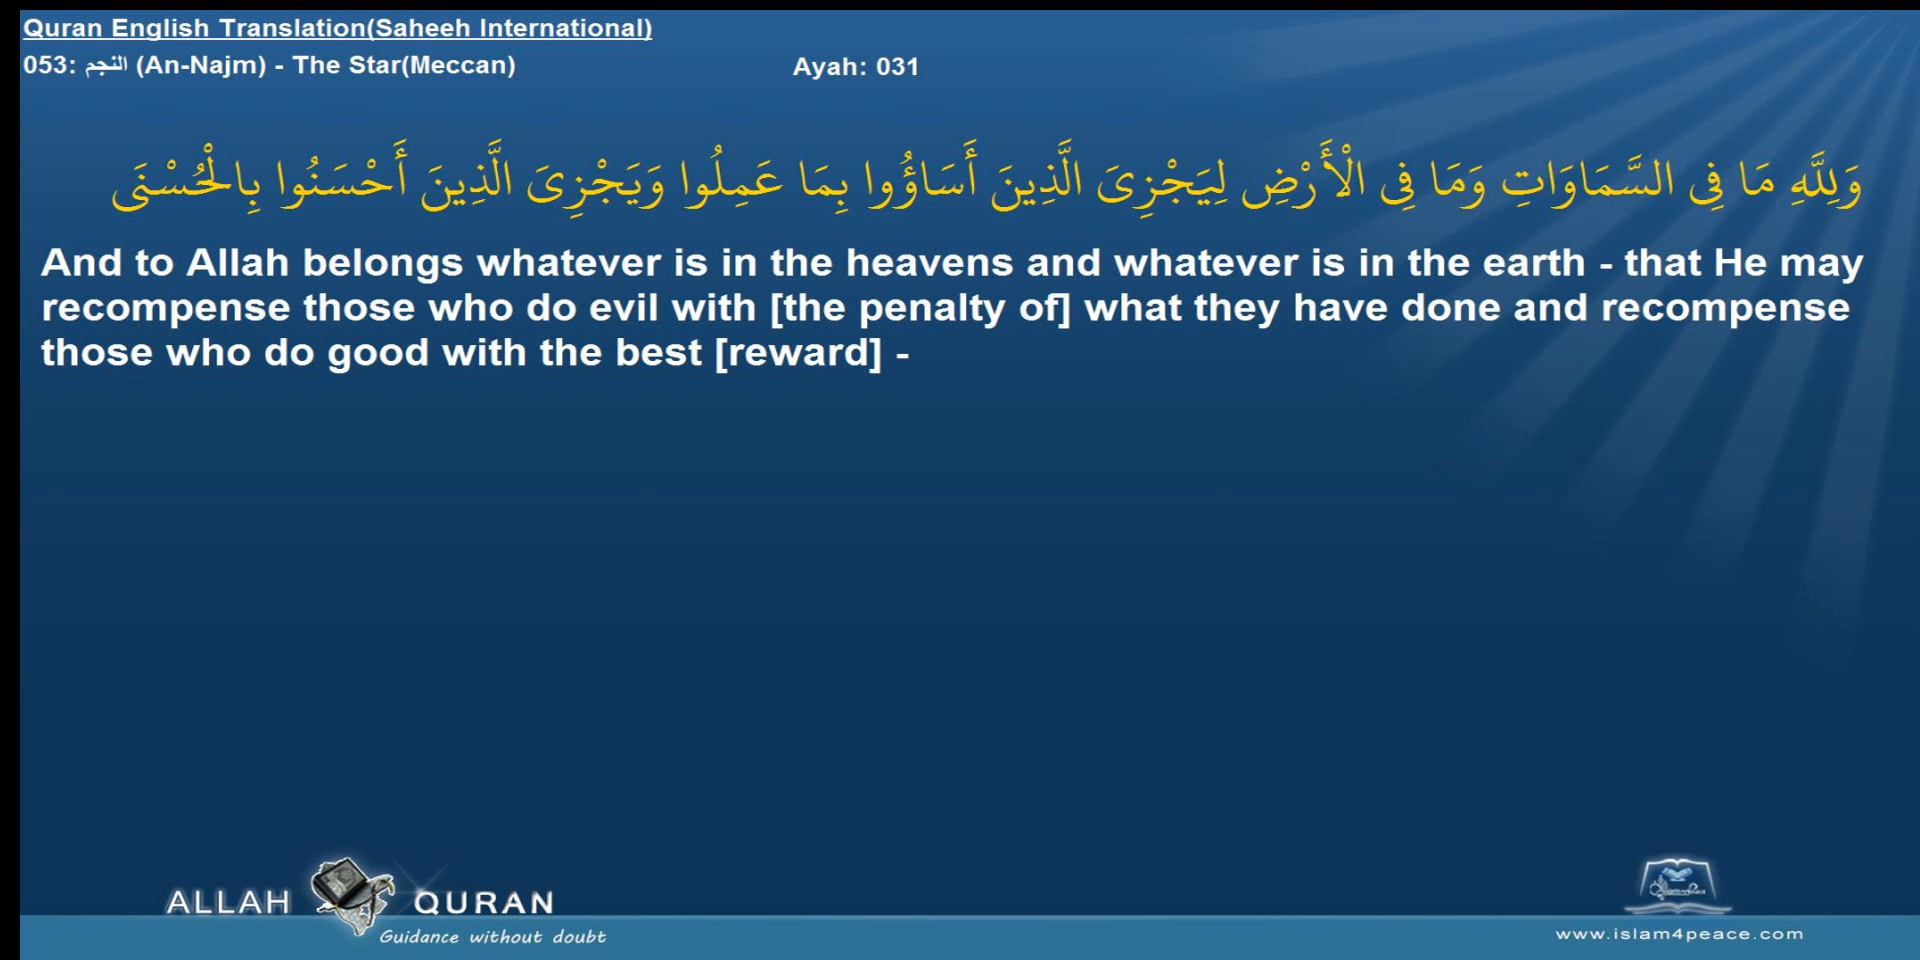 Quran English Translation(Saheeh International)
053: النجم (An-Najm) - The Star(Meccan)
Ayah: 031
وَلِلَّهِ مَا فِى السَّمَاوَاتِ وَمَا فِى الْأَرْضِ لِيَجْزِىَ الَّذِينَ أَسَاؤُوا بِمَا عَمِلُوا وَيَجْزِىَ الَّذِينَ أَحْسَنُوا بِالْحُسْنَى
And to Allah belongs whatever is in the heavens and whatever is in the earth - that He may
recompense those who do evil with [the penalty of] what they have done and recompense
those who do good with the best [reward] -
ALLAH QURAN
Guidance without doubt
www.islam4peace.com